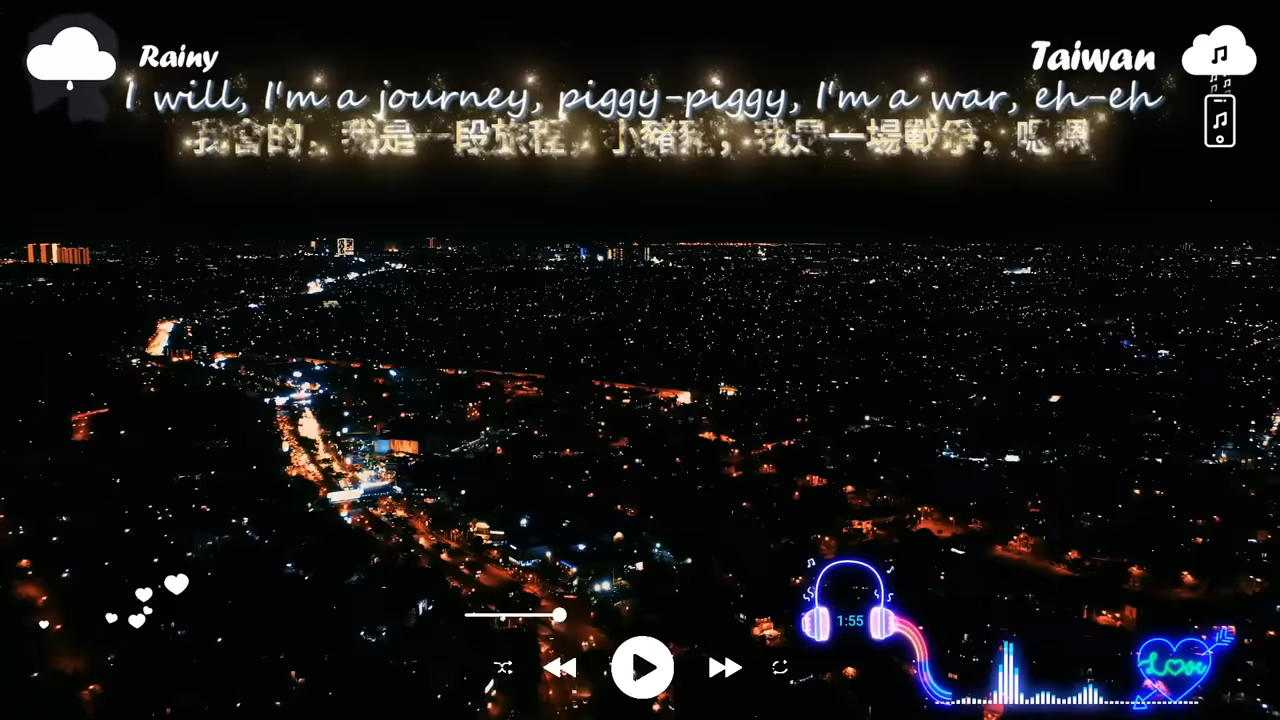 Rainy
Taiwan
I will, I'm a journey, piggy-piggy, I'm a war, eh-eh
我會的，我是一段旅程，小豬豬，我是一場戰爭，嗯嗯
1:55
Love